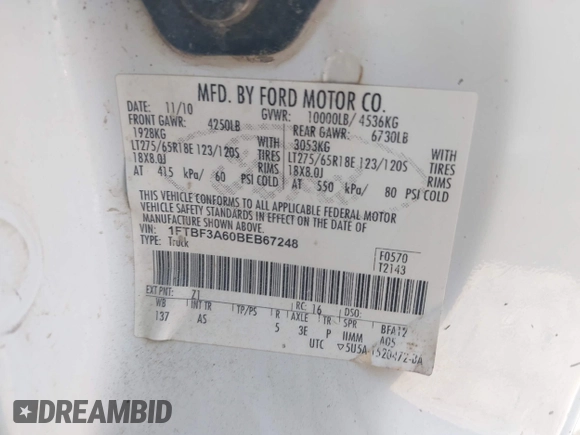 MFD. BY FORD MOTOR CO.
DATE: 11/10 GVWR: 10000LB/ 4536KG
FRONT GAWR: 4250LB REAR GAWR: 6730LB
1928KG WITH 3053KG WITH
LT275/65R18E 123/120S TIRES LT275/65R18E 123/120S TIRES
18X8.0J RIMS 18X8.0J RIMS
AT 415 kPa/ 60 PSI COLD AT 550 kPa/ 80 PSI COLD
THIS VEHICLE CONFORMS TO ALL APPLICABLE FEDERAL MOTOR
VEHICLE SAFETY STANDARDS IN EFFECT ON THE DATE OF
MANUFACTURE SHOWN ABOVE.
VIN: 1FTBF3A60BEB67248
TYPE: Truck
F0570
T2143
EXT PNT: Z1 RC: 16 DSO:
WB INT TR TP/PS R AXLE TR SPR BFA12
137 A5 5 3E P IIMM A05
UTC ▽5U5A-1520472-BA
DREAMBID